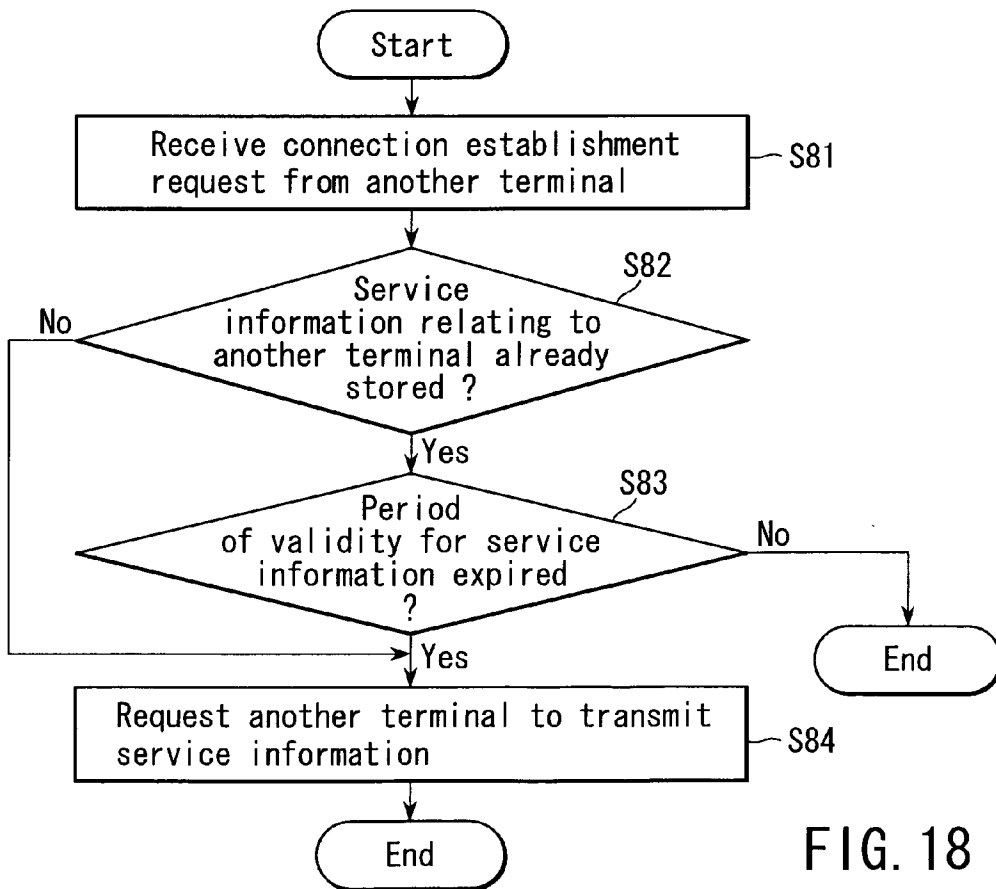 Start
Receive connection establishment
request from another terminal
S81
S82
Service
information relating to
another terminal already
stored ?
No
Yes
S83
Period
of validity for service
information expired
?
No
Yes
End
Request another terminal to transmit
service information
S84
End
FIG. 18